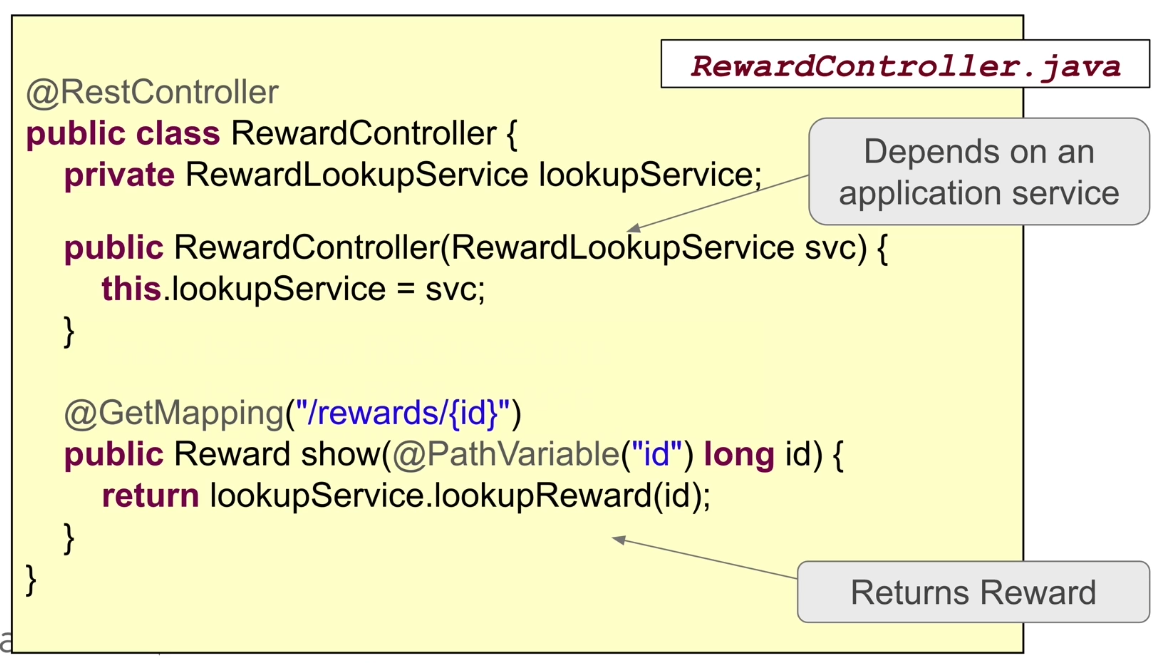 RewardController.java
@RestController
public class RewardController {
private RewardLookupService lookupService;
Depends on an
application service
public RewardController(RewardLookupService svc) {
this.lookupService = svc;
}
@GetMapping("/rewards/{id}")
public Reward show(@PathVariable("id") long id) {
return lookupService.lookupReward(id);
}
}
Returns Reward